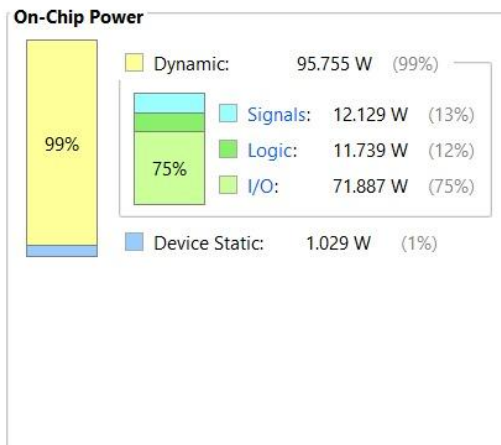 On-Chip Power
Dynamic: 95.755 W (99%)
99%
Signals: 12.129 W (13%)
Logic: 11.739 W (12%)
75%
I/O: 71.887 W (75%)
Device Static: 1.029 W (1%)